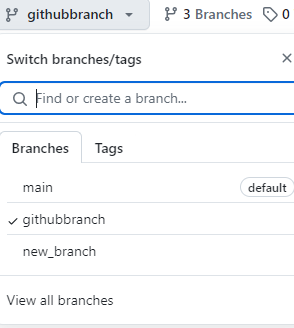 githubbranch 3 Branches 0
Switch branches/tags
Find or create a branch...
Branches Tags
main default
githubbranch
new_branch
View all branches